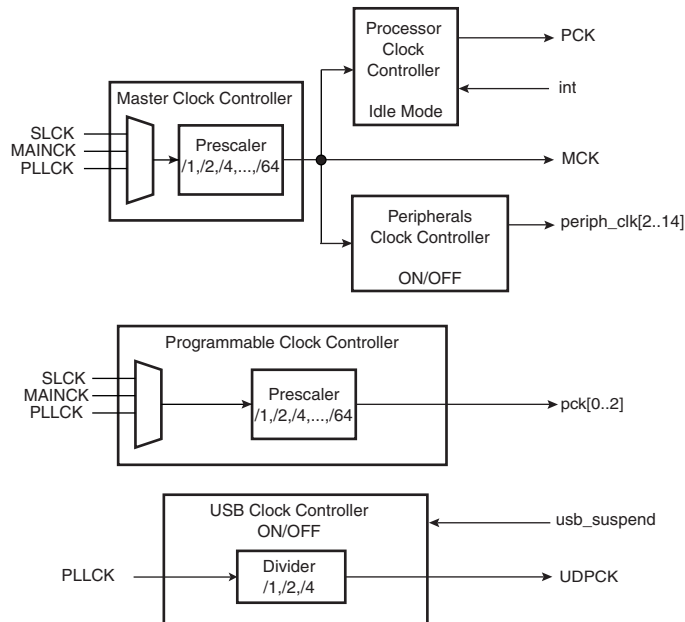 Processor
Clock
Controller
Idle Mode
PCK
int
Master Clock Controller
SLCK
MAINCK
PLLCK
Prescaler
/1,/2,/4,...,/64
MCK
Peripherals
Clock Controller
ON/OFF
periph_clk[2..14]
Programmable Clock Controller
SLCK
MAINCK
PLLCK
Prescaler
/1,/2,/4,...,/64
pck[0..2]
USB Clock Controller
ON/OFF
usb_suspend
PLLCK
Divider
/1,/2,/4
UDPCK